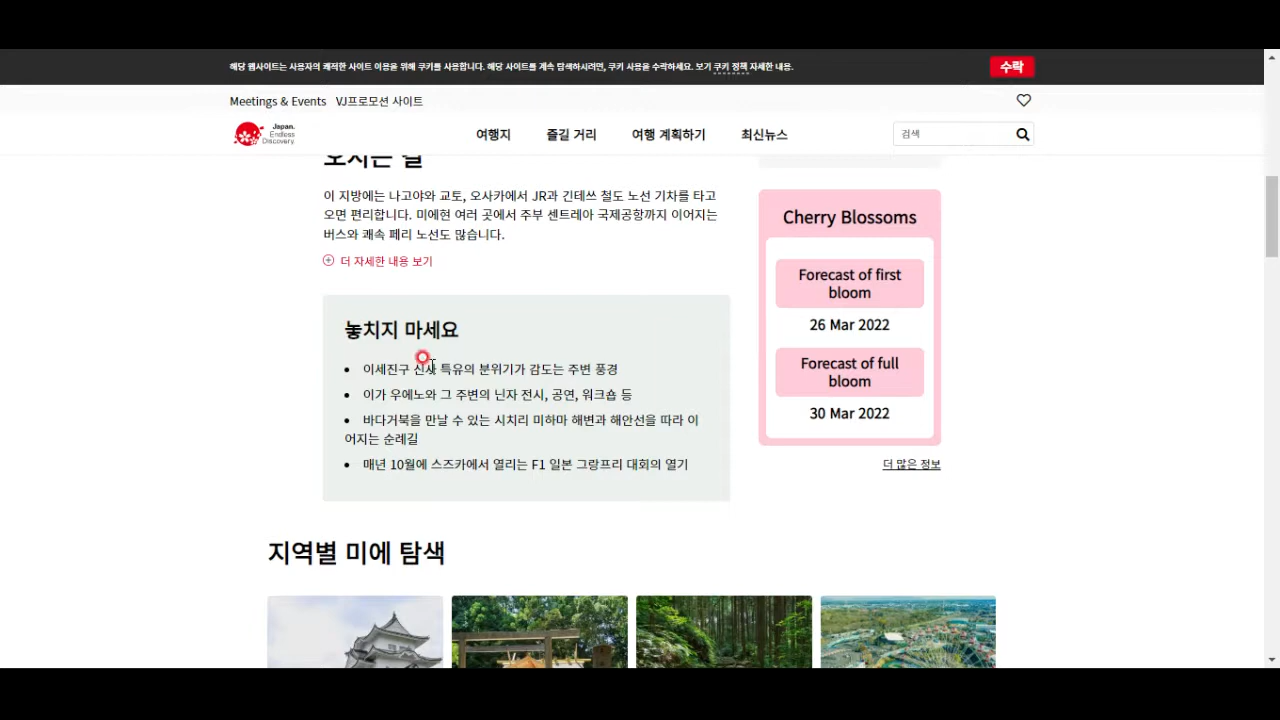 해당 웹사이트는 사용자의 쾌적한 사이트 이용을 위해 쿠키를 사용합니다. 해당 사이트를 계속 탐색하시려면, 쿠키 사용을 수락하세요. 보기 쿠키 정책 자세한 내용.
수락
Meetings & Events VJ프로모션 사이트
Japan.
Endless
Discovery.
여행지 즐길 거리 여행 계획하기 최신뉴스
검색
오시는 길
이 지방에는 나고야와 교토, 오사카에서 JR과 긴테쓰 철도 노선 기차를 타고
오면 편리합니다. 미에현 여러 곳에서 주부 센트레아 국제공항까지 이어지는
버스와 쾌속 페리 노선도 많습니다.
더 자세한 내용 보기
놓치지 마세요
• 이세진구 신사 특유의 분위기가 감도는 주변 풍경
• 이가 우에노와 그 주변의 닌자 전시, 공연, 워크숍 등
• 바다거북을 만날 수 있는 시치리 미하마 해변과 해안선을 따라 이
어지는 순례길
• 매년 10월에 스즈카에서 열리는 F1 일본 그랑프리 대회의 열기
Cherry Blossoms
Forecast of first
bloom
26 Mar 2022
Forecast of full
bloom
30 Mar 2022
더 많은 정보
지역별 미에 탐색